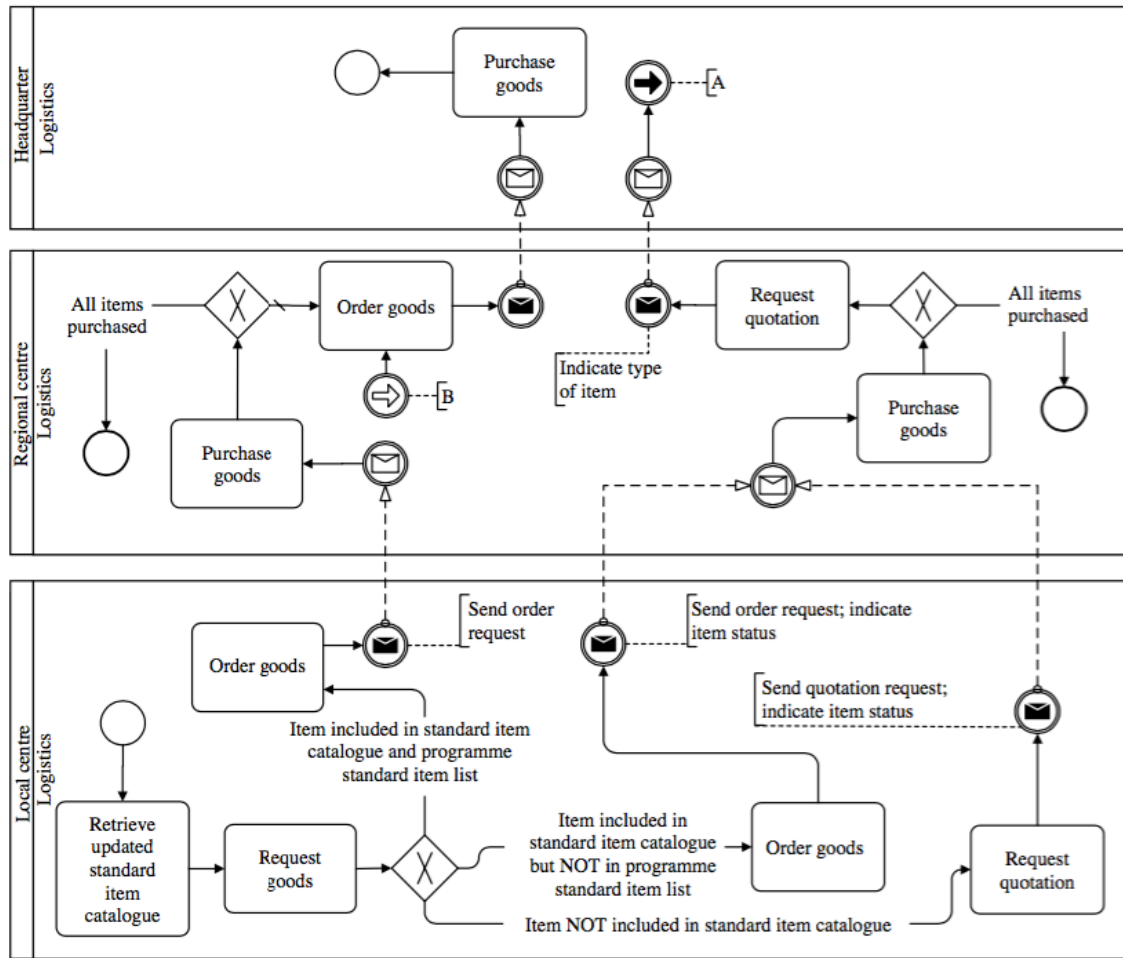 Headquarter
Logistics
Purchase
goods
A
Regional centre
Logistics
All items
purchased
Order goods
B
Purchase
goods
Request
quotation
Indicate type
of item
All items
purchased
Purchase
goods
Local centre
Logistics
Send order
request
Order goods
Item included in standard item
catalogue and programme
standard item list
Send order request; indicate
item status
Send quotation request;
indicate item status
Retrieve
updated
standard
item
catalogue
Request
goods
Item included in
standard item catalogue
but NOT in programme
standard item list
Order goods
Item NOT included in standard item catalogue
Request
quotation